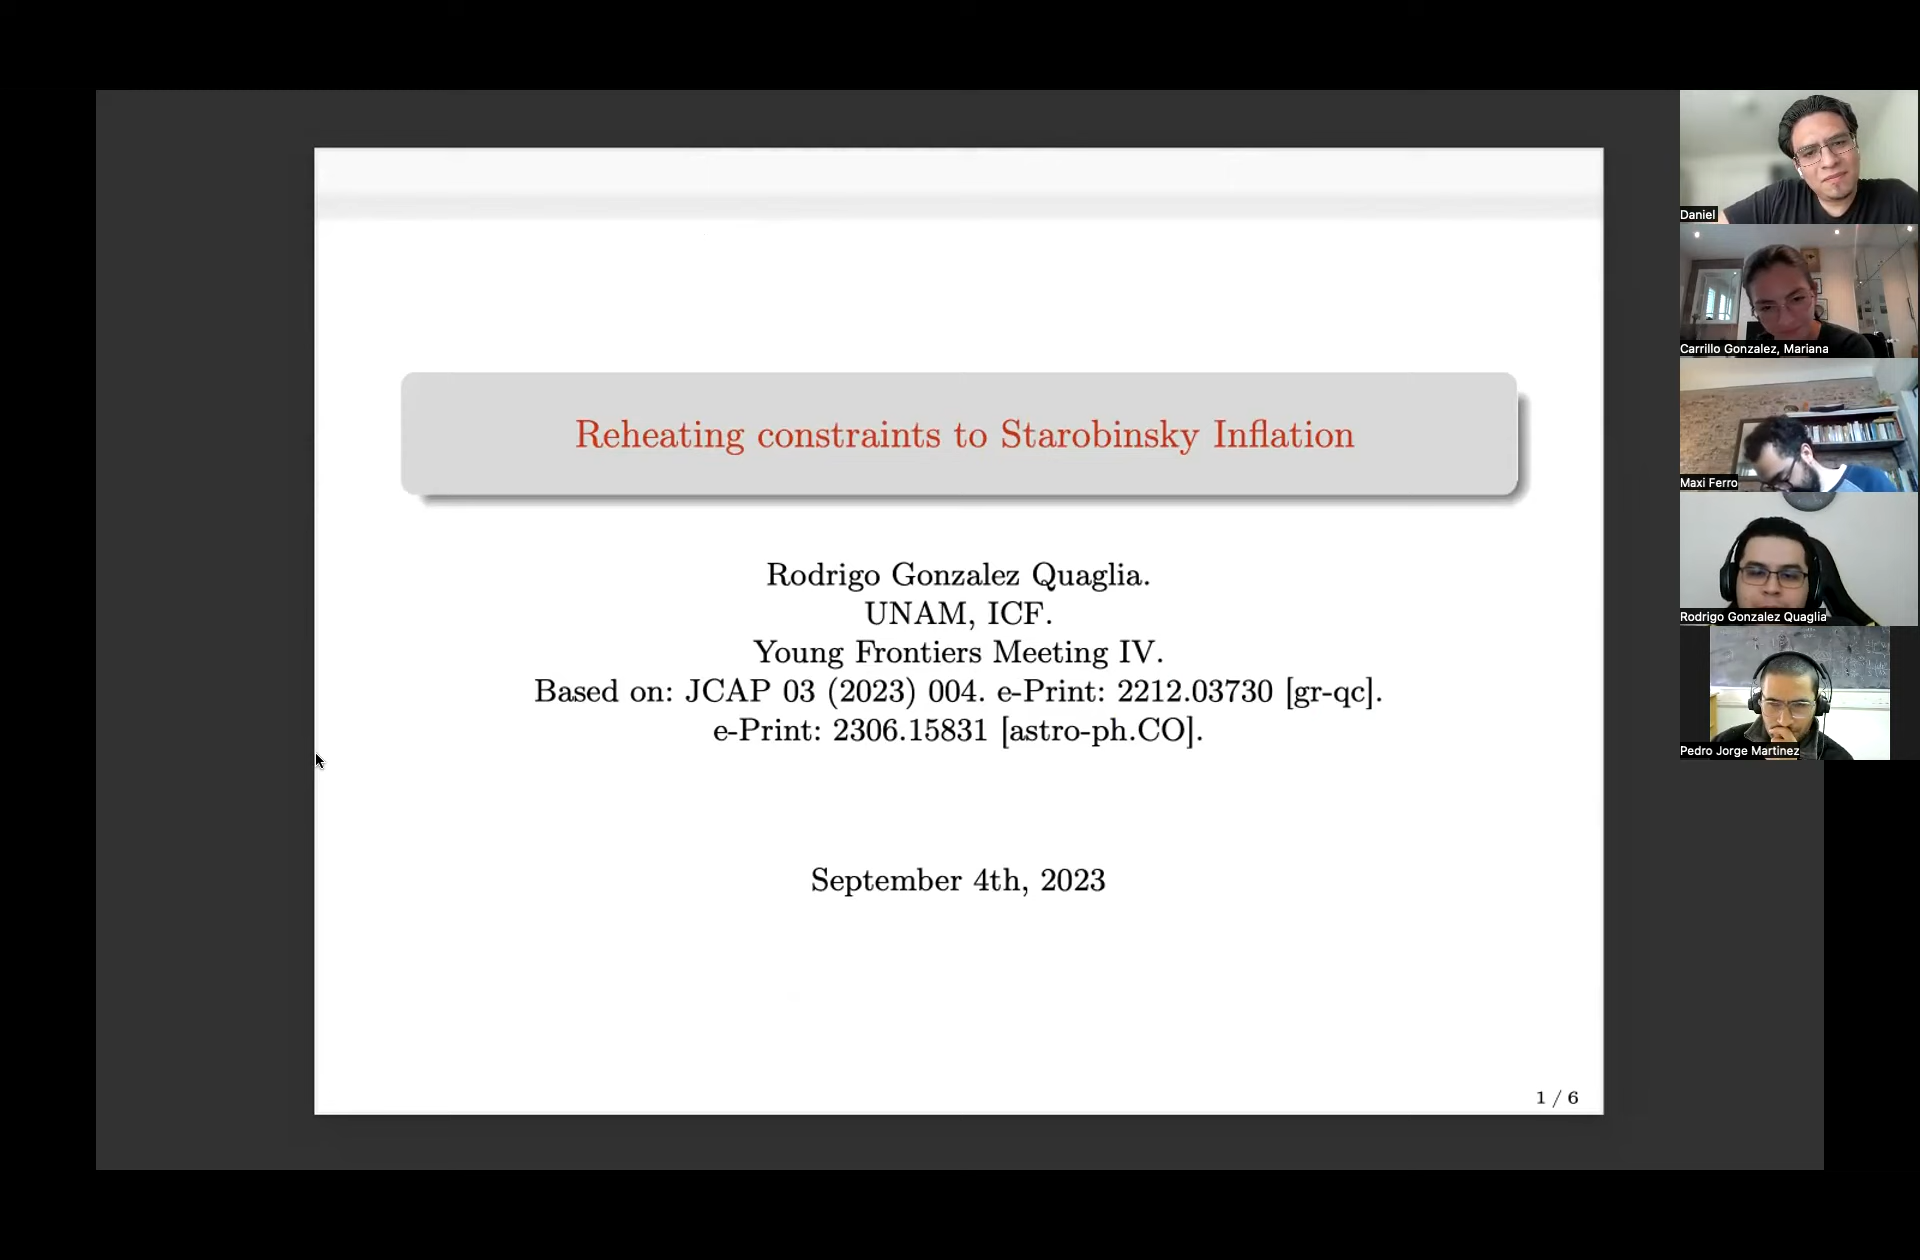 Reheating constraints to Starobinsky Inflation
Rodrigo Gonzalez Quaglia.
UNAM, ICF.
Young Frontiers Meeting IV.
Based on: JCAP 03 (2023) 004. e-Print: 2212.03730 [gr-qc].
e-Print: 2306.15831 [astro-ph.CO].
September 4th, 2023
1 / 6
Daniel
Carrillo Gonzalez, Mariana
Maxi Ferro
Rodrigo Gonzalez Quaglia
Pedro Jorge Martinez